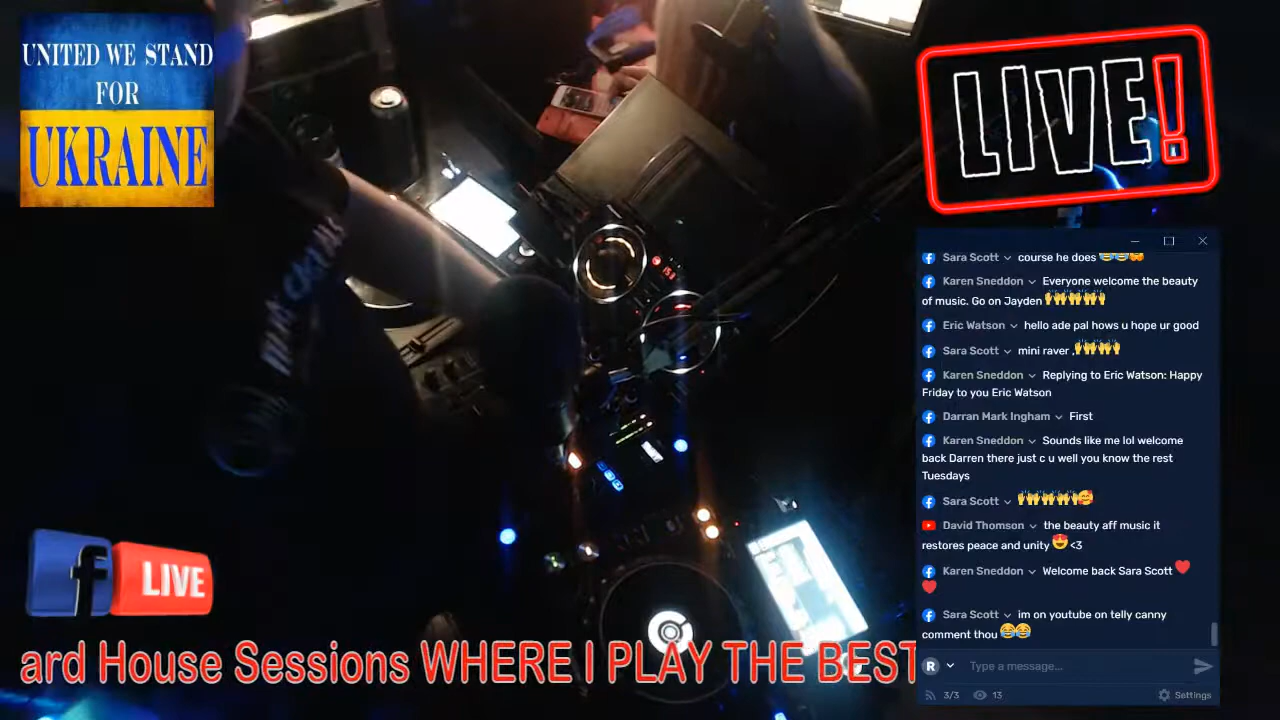 UNITED WE STAND
FOR
UKRAINE
LIVE!
Sara Scott course he does 😂😂🤗
Karen Sneddon Everyone welcome the beauty
of music. Go on Jayden 🙌🙌🙌🙌🙌
Eric Watson hello ade pal hows u hope ur good
Sara Scott mini raver ,🙌🙌🙌🙌
Karen Sneddon Replying to Eric Watson: Happy
Friday to you Eric Watson
Darran Mark Ingham First
Karen Sneddon Sounds like me lol welcome
back Darren there just c u well you know the rest
Tuesdays
Sara Scott 🙌🙌🙌🙌🙌🥰
David Thomson the beauty aff music it
restores peace and unity 😍 <3
Karen Sneddon Welcome back Sara Scott ❤️
❤️
Sara Scott im on youtube on telly canny
comment thou 😂😂
R Type a message...
3/3 13 Settings
f LIVE
ard House Sessions WHERE I PLAY THE BEST